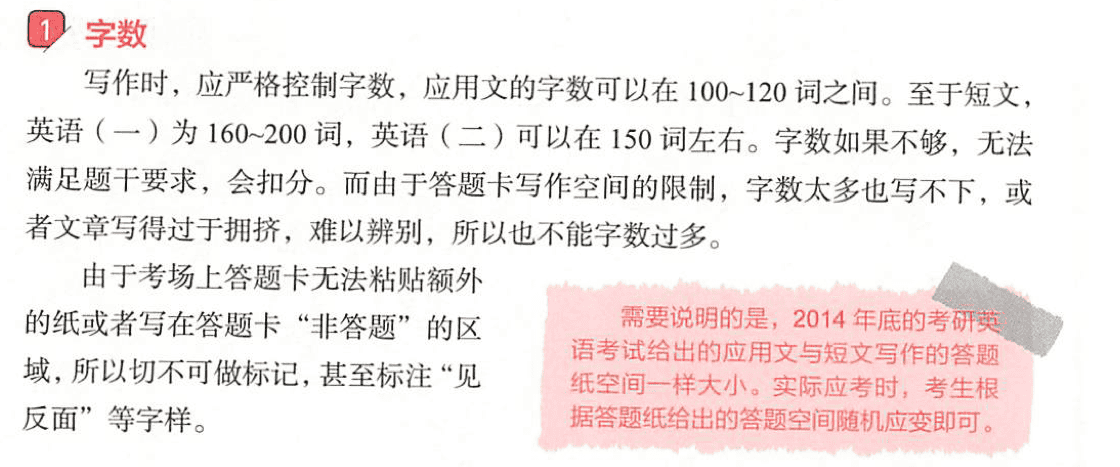 1 字数
写作时，应严格控制字数，应用文的字数可以在 100~120 词之间。至于短文，
英语（一）为 160~200 词，英语（二）可以在 150 词左右。字数如果不够，无法
满足题干要求，会扣分。而由于答题卡写作空间的限制，字数太多也写不下，或
者文章写得过于拥挤，难以辨别，所以也不能字数过多。
由于考场上答题卡无法粘贴额外
的纸或者写在答题卡“非答题”的区
域，所以切不可做标记，甚至标注“见
反面”等字样。
需要说明的是，2014 年底的考研英
语考试给出的应用文与短文写作的答题
纸空间一样大小。实际应考时，考生根
据答题纸给出的答题空间随机应变即可。